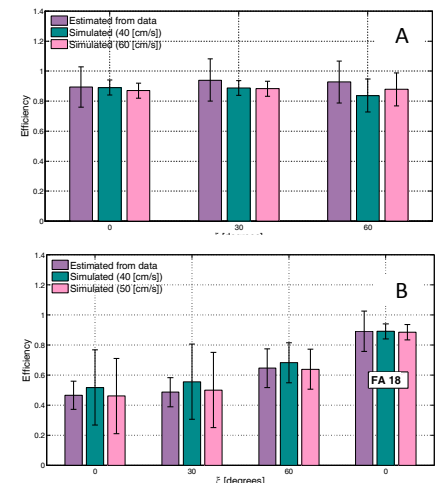 A
Estimated from data
Simulated (40 [cm/s])
Simulated (60 [cm/s])
Efficiency
1.4
1.2
1
0.8
0.6
0.4
0.2
0
0
30
60
[degrees]
B
Estimated from data
Simulated (40 [cm/s])
Simulated (50 [cm/s])
Efficiency
1.4
1.2
1
0.8
0.6
0.4
0.2
0
FA 18
0
30
60
0
ξ [degrees]